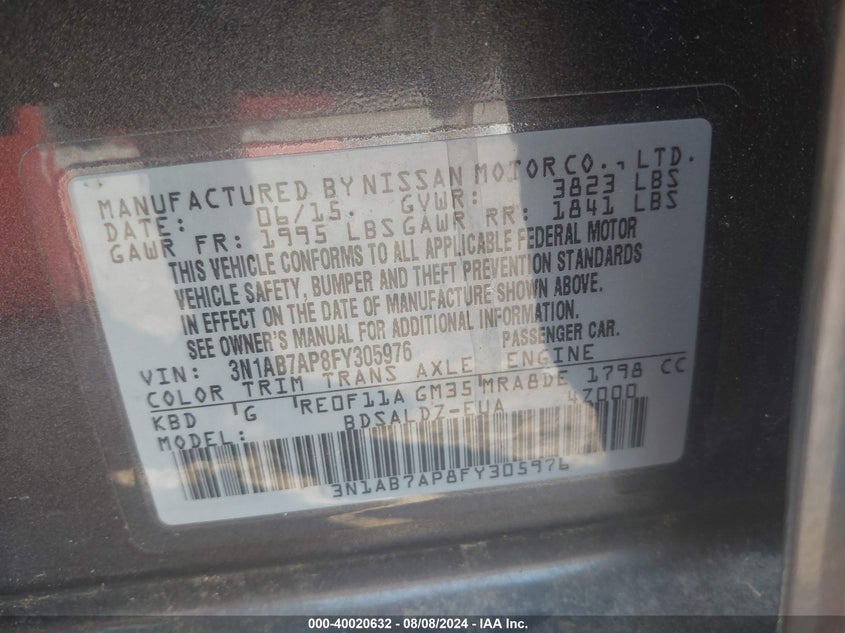 MANUFACTURED BY NISSAN MOTOR CO., LTD.
DATE: 06/15. GVWR: 3823 LBS
GAWR FR: 1995 LBS GAWR RR: 1841 LBS
THIS VEHICLE CONFORMS TO ALL APPLICABLE FEDERAL MOTOR
VEHICLE SAFETY, BUMPER AND THEFT PREVENTION STANDARDS
IN EFFECT ON THE DATE OF MANUFACTURE SHOWN ABOVE.
SEE OWNER'S MANUAL FOR ADDITIONAL INFORMATION.
VIN: 3N1AB7AP8FY305976 PASSENGER CAR.
COLOR TRIM TRANS AXLE ENGINE
KBD G RE0F11A GM35 MRA8DE 1798 CC
MODEL: BDSALDZ-EUA 47000
3N1AB7AP8FY305976
000-40020632 - 08/08/2024 - IAA, Inc.